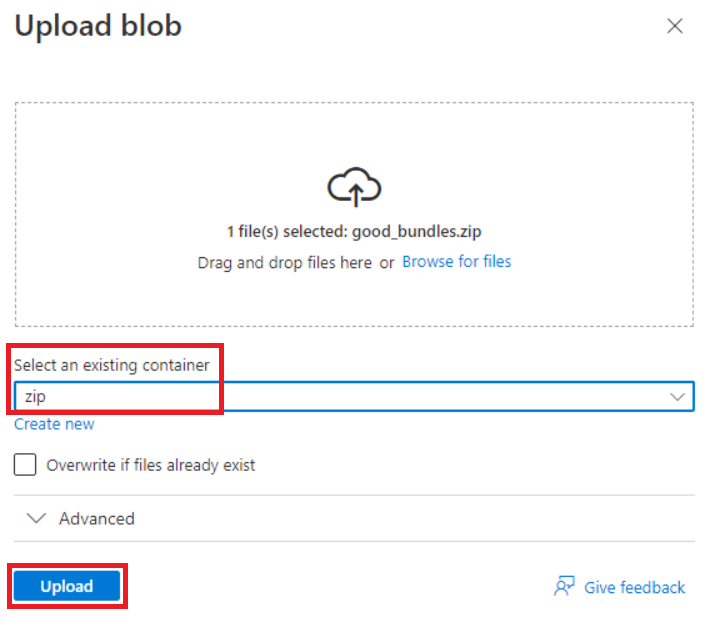 Upload blob
1 file(s) selected: good_bundles.zip
Drag and drop files here or Browse for files
Select an existing container
zip
Create new
Overwrite if files already exist
Advanced
Upload
Give feedback